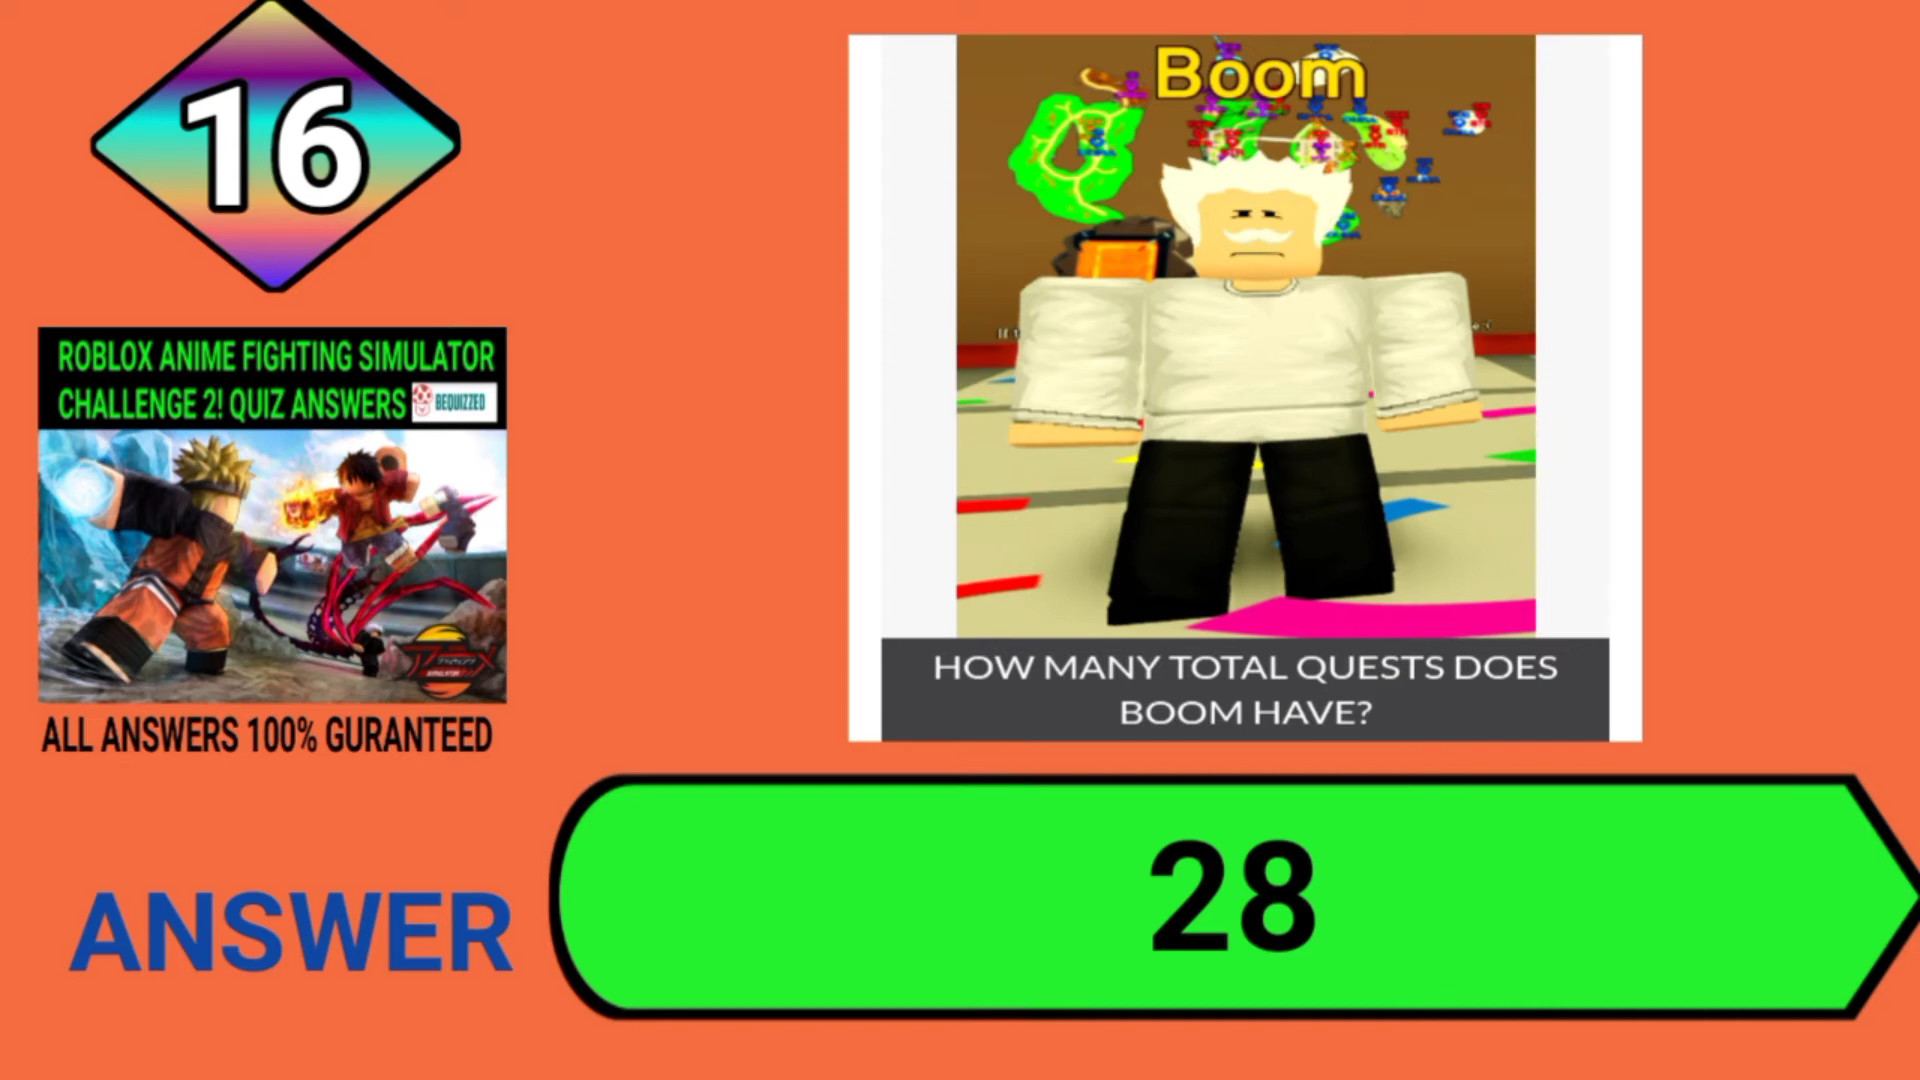 16
ROBLOX ANIME FIGHTING SIMULATOR
CHALLENGE 2! QUIZ ANSWERS BEQUIZZED
ALL ANSWERS 100% GURANTEED
Boom
HOW MANY TOTAL QUESTS DOES
BOOM HAVE?
ANSWER
28